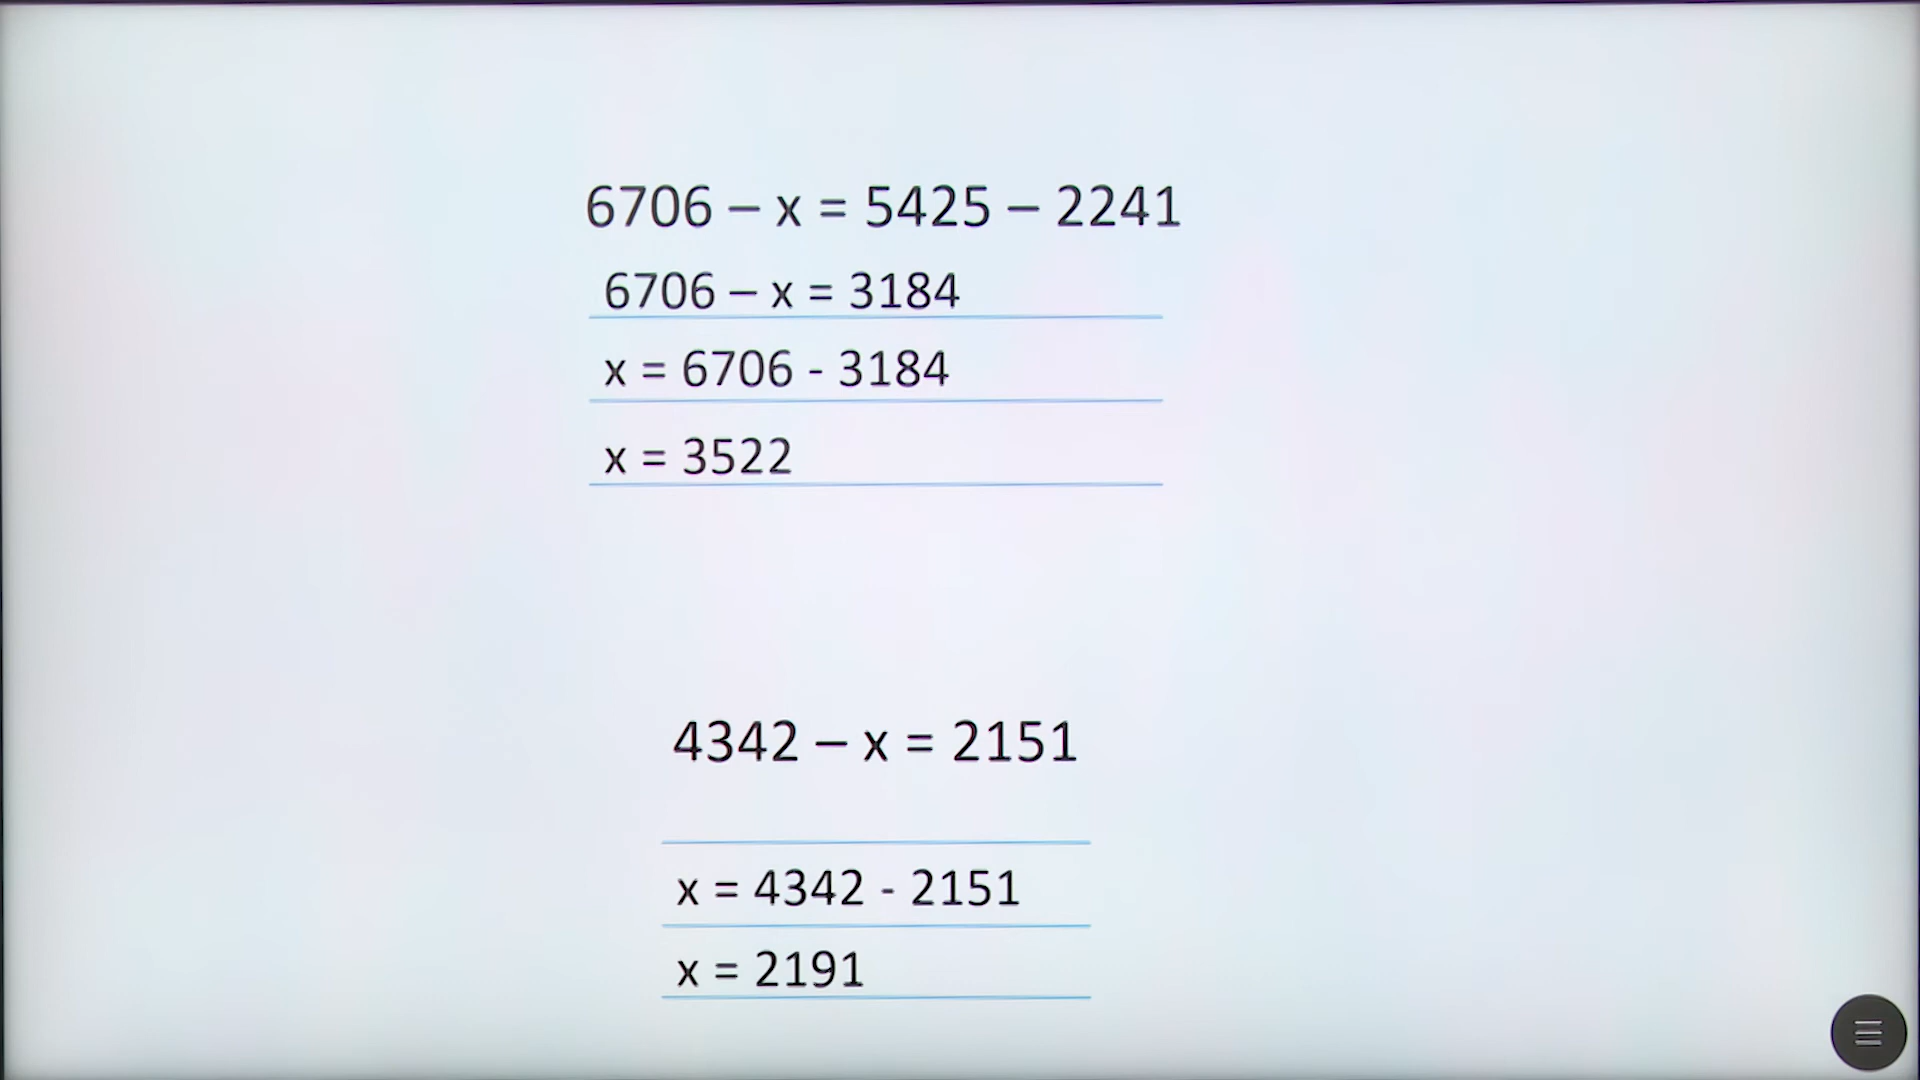 6706 – x = 5425 – 2241
6706 – x = 3184
x = 6706 - 3184
x = 3522
4342 – x = 2151
x = 4342 - 2151
x = 2191